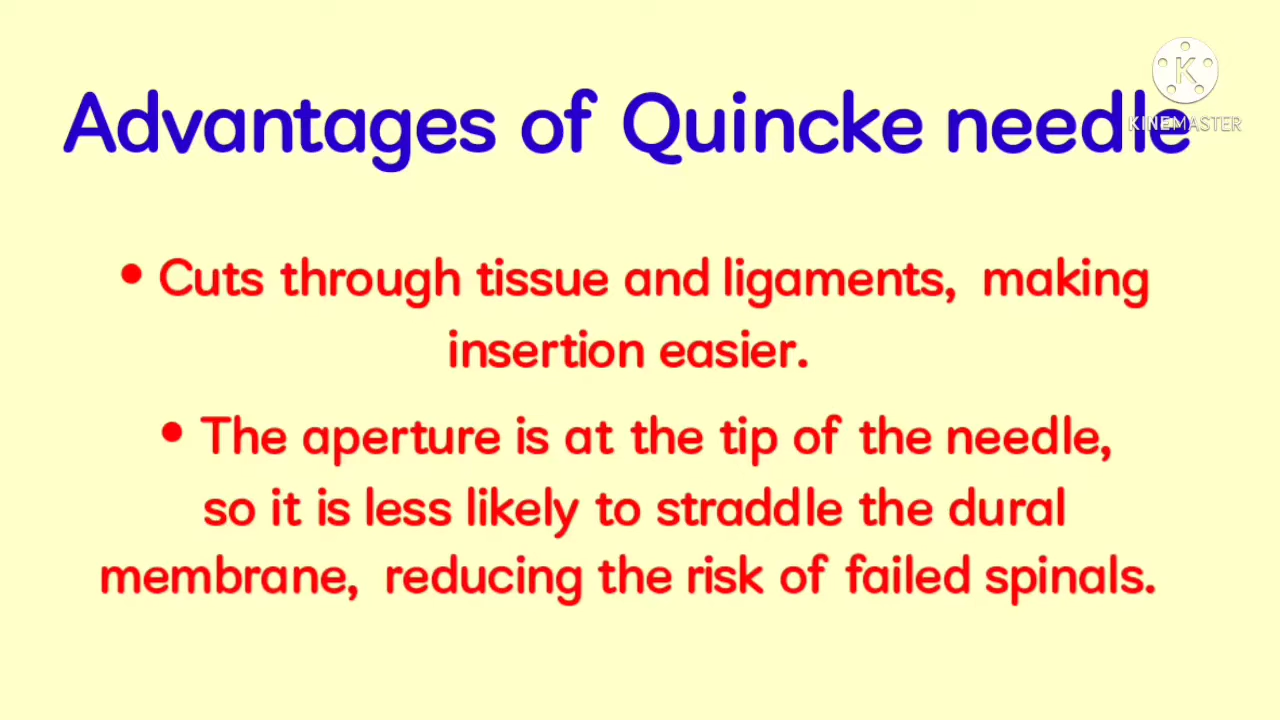 Advantages of Quincke needle
K
KINEMASTER
• Cuts through tissue and ligaments, making
insertion easier.
• The aperture is at the tip of the needle,
so it is less likely to straddle the dural
membrane, reducing the risk of failed spinals.